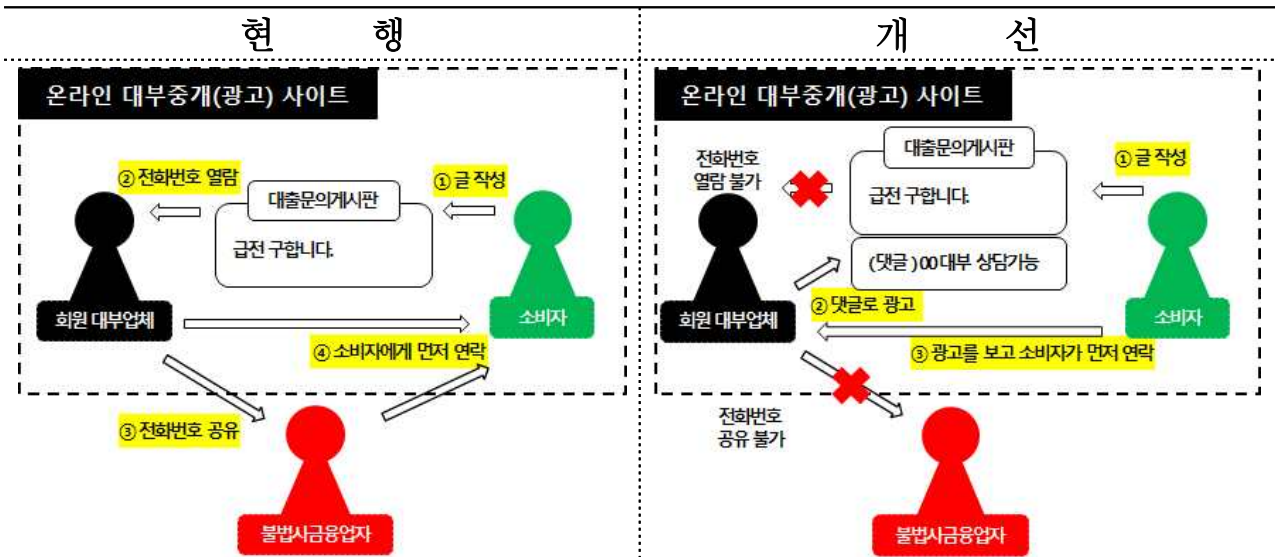 현 행
온라인 대부중개(광고) 사이트
② 전화번호 열람
① 글 작성
대출문의게시판
급전 구합니다.
회원 대부업체
소비자
④ 소비자에게 먼저 연락
③ 전화번호 공유
불법사금융업자
개 선
온라인 대부중개(광고) 사이트
전화번호
열람 불가
대출문의게시판
① 글 작성
급전 구합니다.
(댓글 )00대부 상담가능
회원 대부업체
② 댓글로 광고
소비자
③ 광고를 보고 소비자가 먼저 연락
전화번호
공유 불가
불법사금융업자